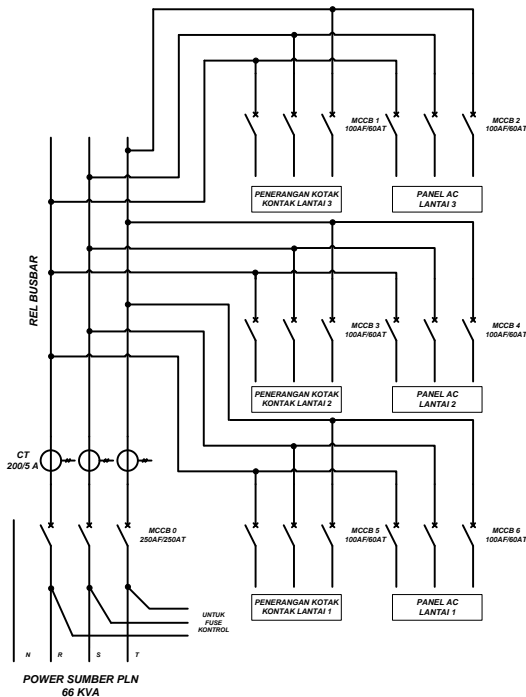 MCCB 1
100AF/60AT
MCCB 2
100AF/60AT
PENERANGAN KOTAK
KONTAK LANTAI 3
PANEL AC
LANTAI 3
REL BUSBAR
MCCB 3
100AF/60AT
MCCB 4
100AF/60AT
PENERANGAN KOTAK
KONTAK LANTAI 2
PANEL AC
LANTAI 2
CT
200/5 A
MCCB 0
250AF/250AT
MCCB 5
100AF/60AT
MCCB 6
100AF/60AT
PENERANGAN KOTAK
KONTAK LANTAI 1
PANEL AC
LANTAI 1
UNTUK
FUSE
KONTROL
N R S T
POWER SUMBER PLN
66 KVA